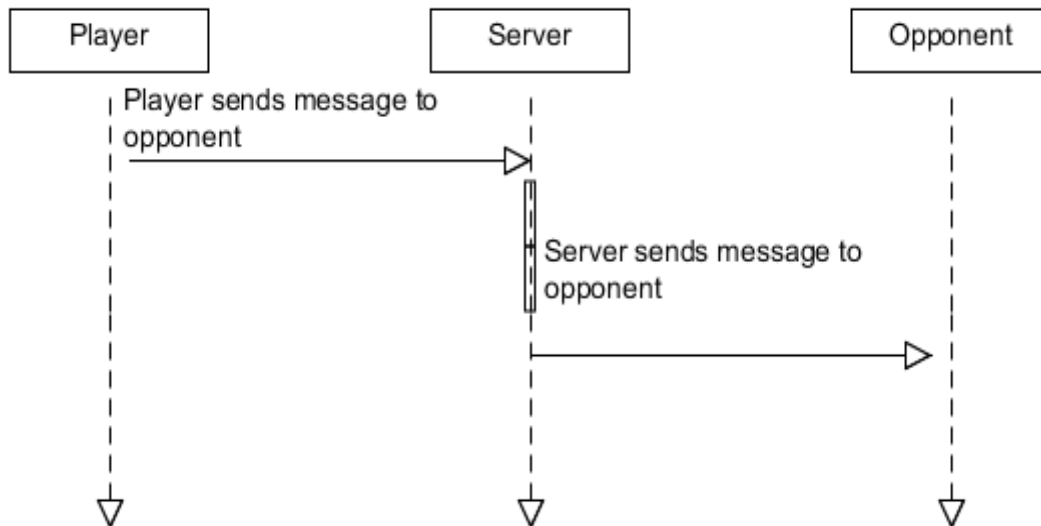 Player
Server
Opponent
Player sends message to
opponent
Server sends message to
opponent